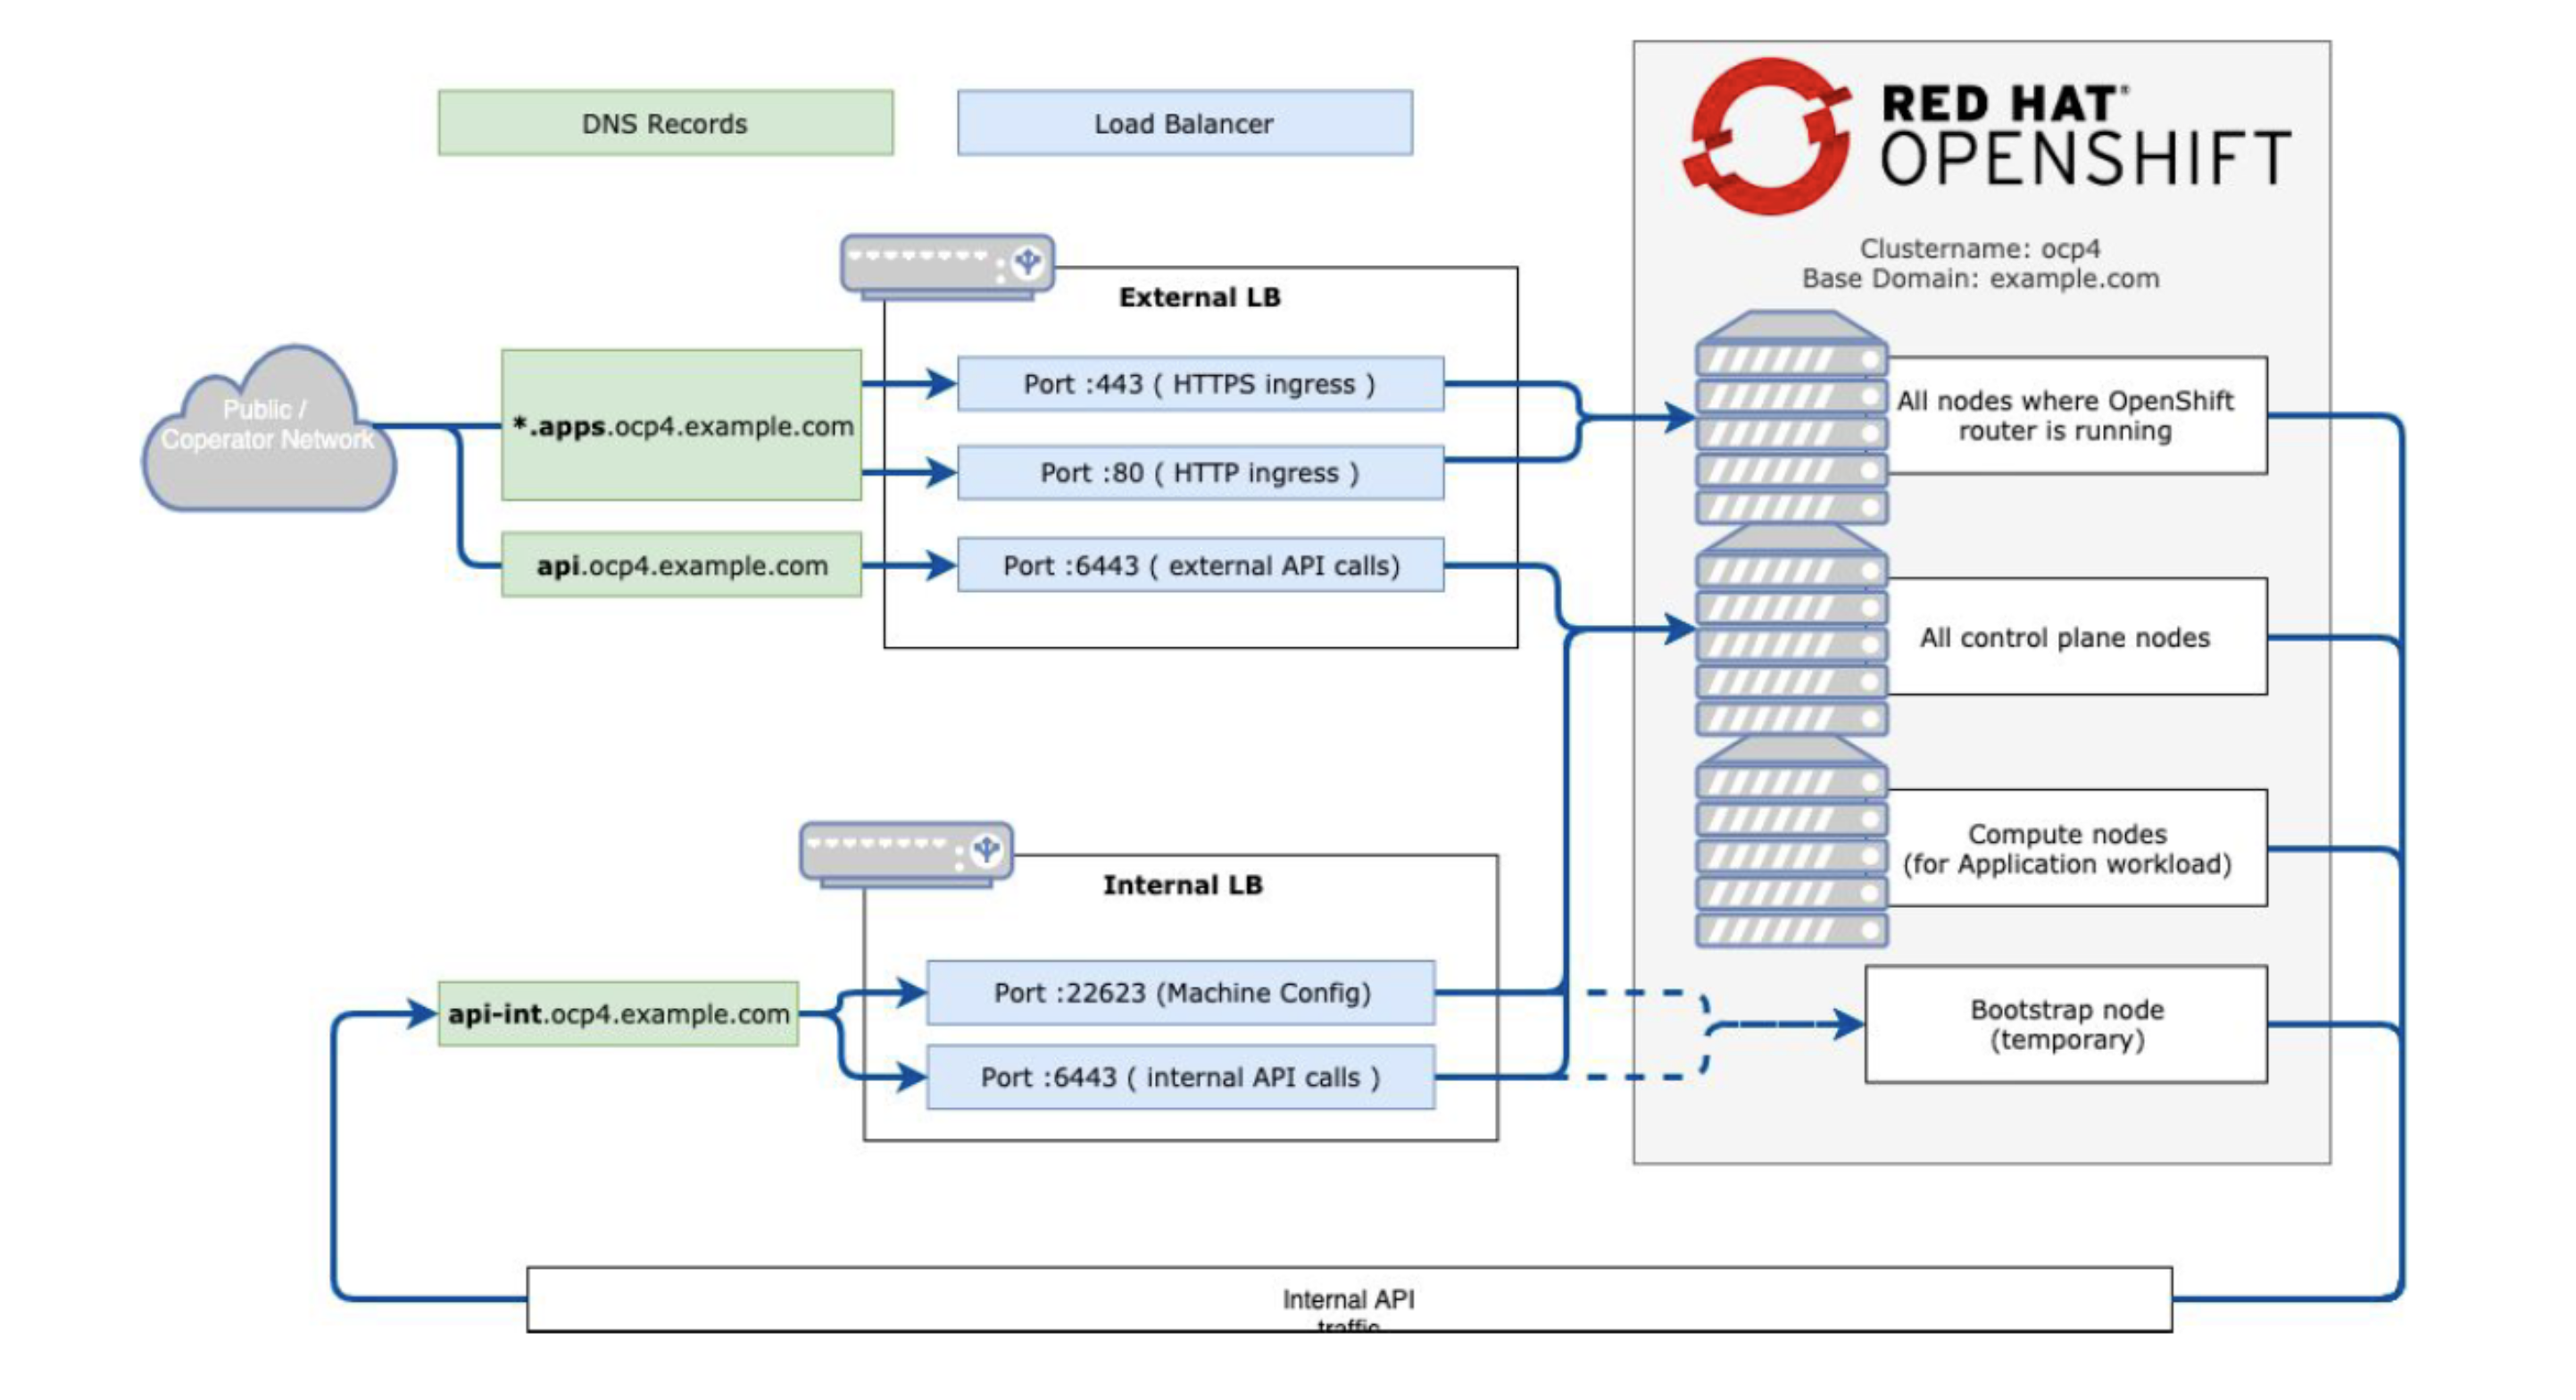 DNS Records
Load Balancer
RED HAT®
OPENSHIFT
Clustername: ocp4
Base Domain: example.com
External LB
Public /
Coperator Network
*.apps.ocp4.example.com
Port :443 ( HTTPS ingress )
Port :80 ( HTTP ingress )
All nodes where OpenShift
router is running
api.ocp4.example.com
Port :6443 ( external API calls)
All control plane nodes
Compute nodes
(for Application workload)
Internal LB
api-int.ocp4.example.com
Port :22623 (Machine Config)
Port :6443 ( internal API calls )
Bootstrap node
(temporary)
Internal API
traffic